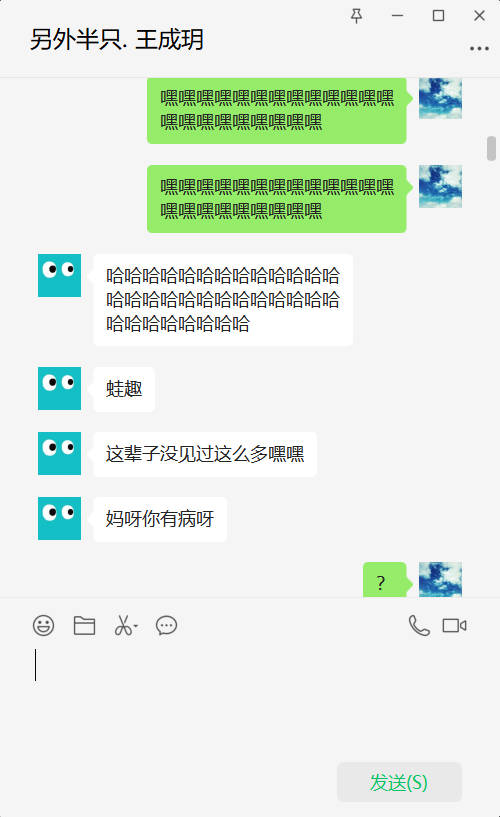 另外半只. 王成玥
嘿嘿嘿嘿嘿嘿嘿嘿嘿嘿嘿嘿嘿
嘿嘿嘿嘿嘿嘿嘿嘿嘿
嘿嘿嘿嘿嘿嘿嘿嘿嘿嘿嘿嘿嘿
嘿嘿嘿嘿嘿嘿嘿嘿嘿
哈哈哈哈哈哈哈哈哈哈哈哈哈
哈哈哈哈哈哈哈哈哈哈哈哈哈
哈哈哈哈哈哈哈哈
蛙趣
这辈子没见过这么多嘿嘿
妈呀你有病呀
？
发送(S)